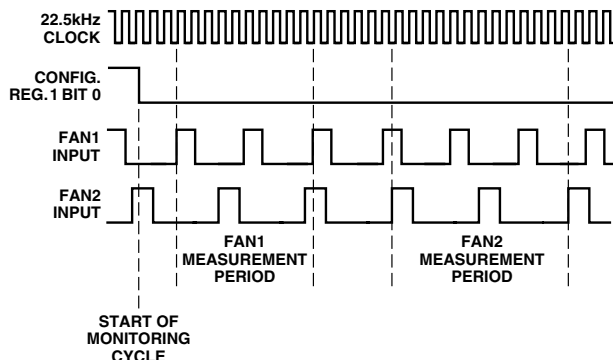 22.5kHz
CLOCK
CONFIG.
REG.1 BIT 0
FAN1
INPUT
FAN2
INPUT
FAN1
MEASUREMENT
PERIOD
FAN2
MEASUREMENT
PERIOD
START OF
MONITORING
CYCLE